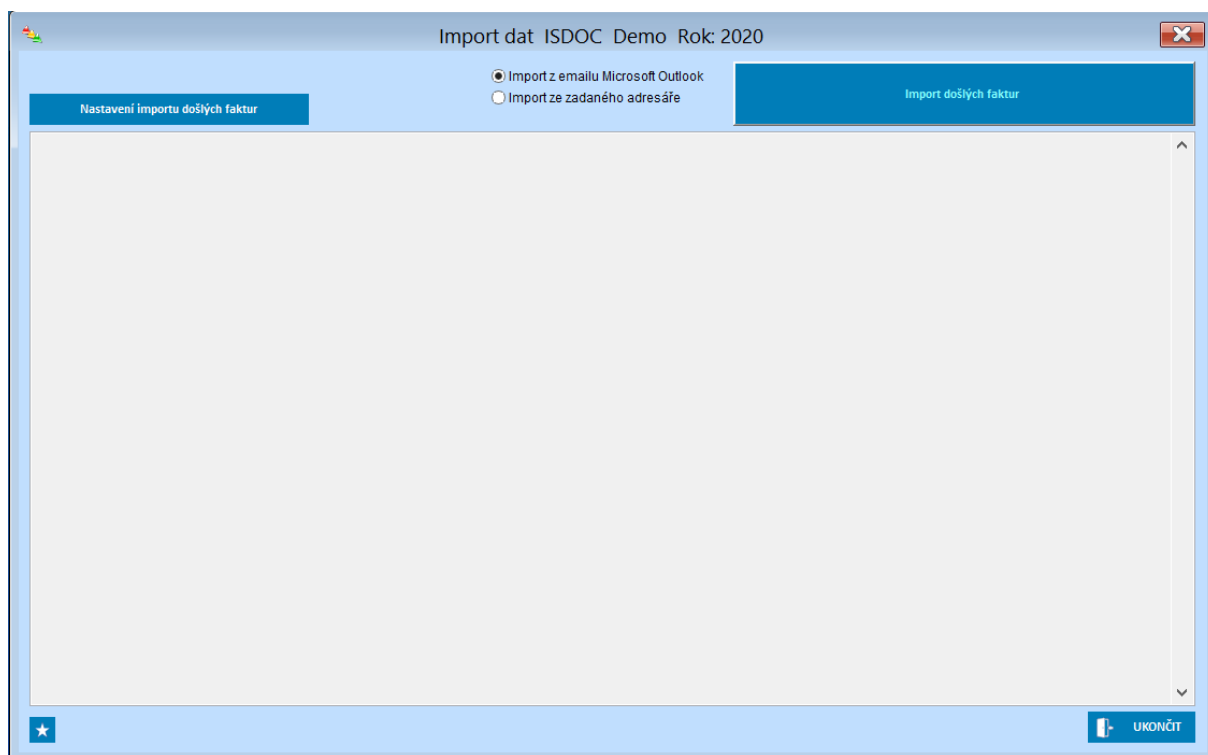 Import dat ISDOC Demo Rok: 2020
Import z emailu Microsoft Outlook
Import ze zadaného adresáře
Import došlých faktur
Nastavení importu došlých faktur
UKONČIT